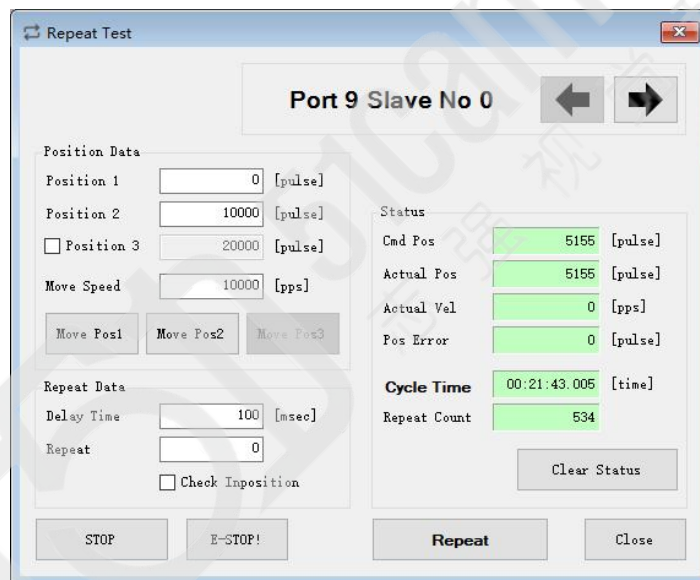 Repeat Test
Port 9 Slave No 0
Position Data
Position 1 0 [pulse]
Position 2 10000 [pulse]
Position 3 20000 [pulse]
Move Speed 10000 [pps]
Move Pos1 Move Pos2 Move Pos3
Repeat Data
Delay Time 100 [msec]
Repeat 0
Check Inposition
STOP E-STOP!
Status
Cmd Pos 5155 [pulse]
Actual Pos 5155 [pulse]
Actual Vel 0 [pps]
Pos Error 0 [pulse]
Cycle Time 00:21:43.005 [time]
Repeat Count 534
Clear Status
Repeat Close